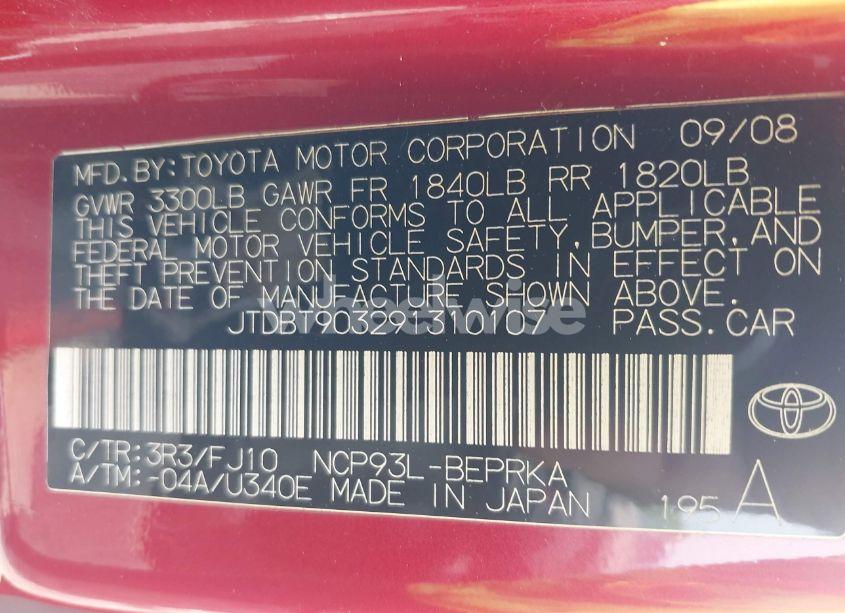 MFD. BY: TOYOTA MOTOR CORPORATION 09/08
GVWR 3300LB GAWR FR 1840LB RR 1820LB
THIS VEHICLE CONFORMS TO ALL APPLICABLE
FEDERAL MOTOR VEHICLE SAFETY, BUMPER, AND
THEFT PREVENTION STANDARDS IN EFFECT ON
THE DATE OF MANUFACTURE SHOWN ABOVE.
JTDBT903291310107 PASS. CAR
C/TR: 3R3/FJ10 NCP93L-BEPRKA
A/TM: -04A/U340E MADE IN JAPAN 195 A